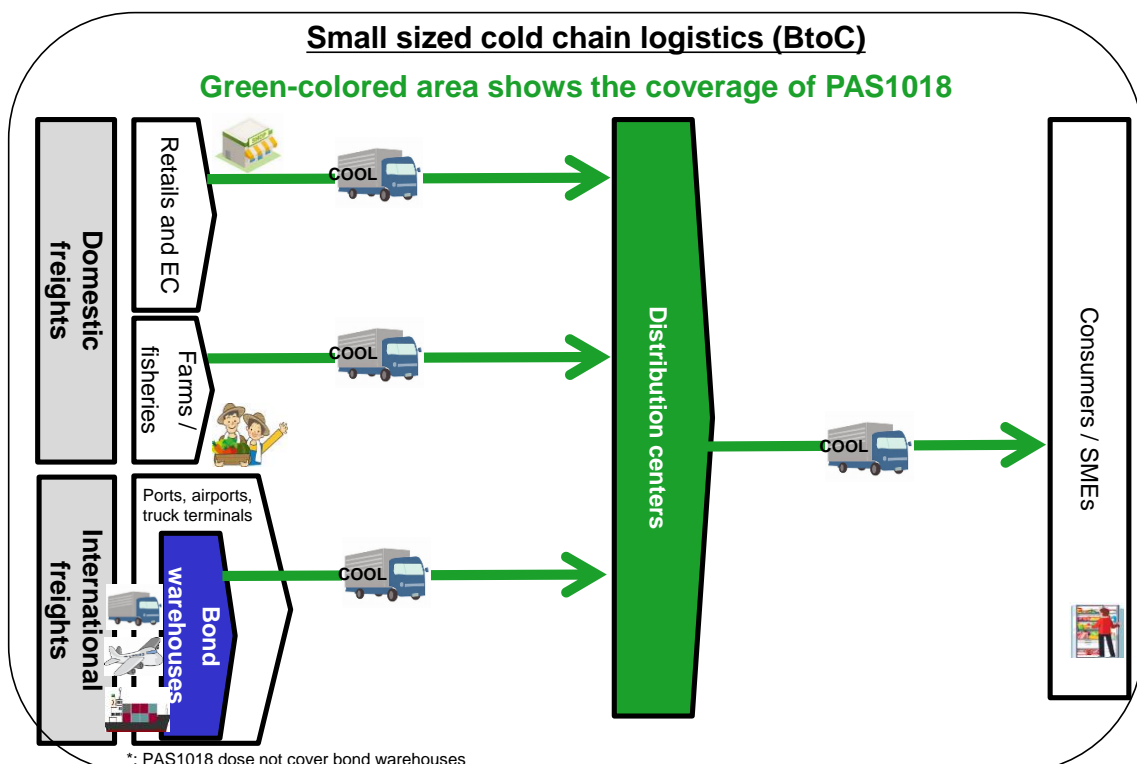 Small sized cold chain logistics (BtoC)
Green-colored area shows the coverage of PAS1018
Domestic
freights
Retails and EC
SHOP
COOL
Farms /
fisheries
COOL
International
freights
Ports, airports,
truck terminals
Bond
warehouses
COOL
Distribution centers
COOL
Consumers / SMEs
*: PAS1018 dose not cover bond warehouses